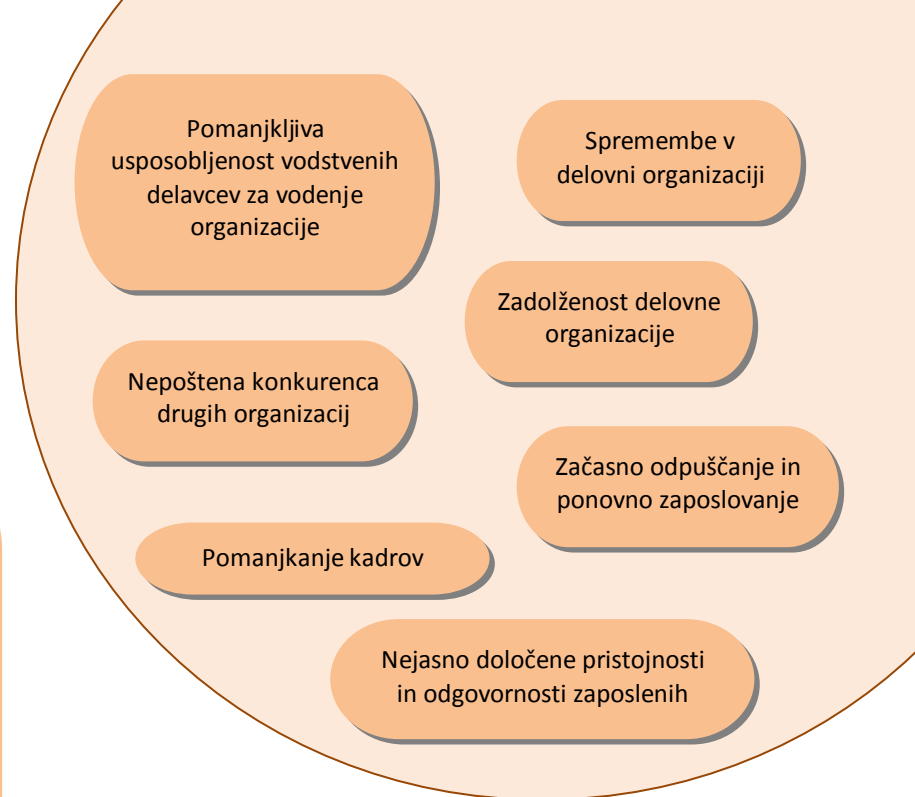 Pomanjkljiva
usposobljenost vodstvenih
delavcev za vodenje
organizacije
Spremembe v
delovni organizaciji
Zadolženost delovne
organizacije
Nepoštena konkurenca
drugih organizacij
Začasno odpuščanje in
ponovno zaposlovanje
Pomanjkanje kadrov
Nejasno določene pristojnosti
in odgovornosti zaposlenih